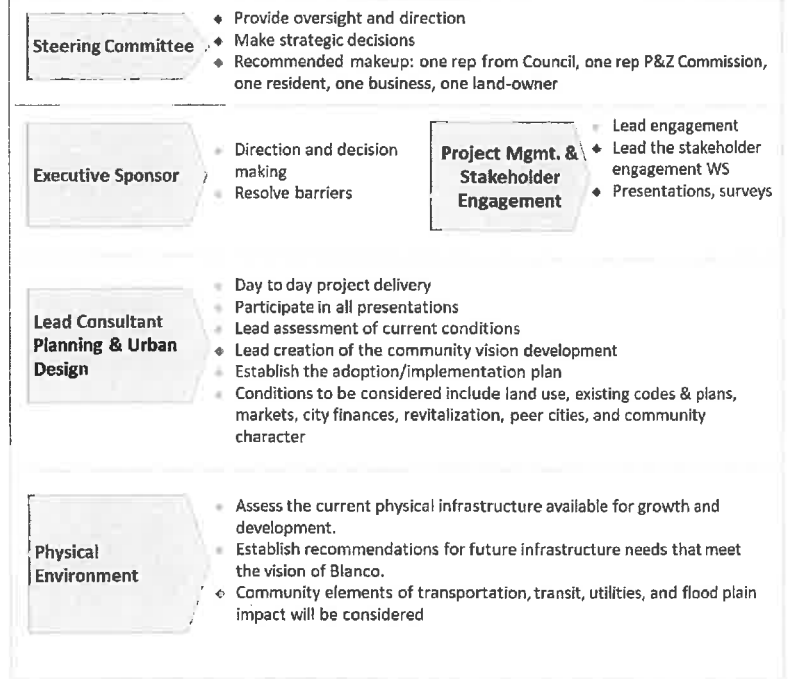 Steering Committee
◆ Provide oversight and direction
◆ Make strategic decisions
◆ Recommended makeup: one rep from Council, one rep P&Z Commission,
one resident, one business, one land-owner
Executive Sponsor
◆ Direction and decision
making
◆ Resolve barriers
Project Mgmt. &
Stakeholder
Engagement
◆ Lead engagement
◆ Lead the stakeholder
engagement WS
◆ Presentations, surveys
Lead Consultant
Planning & Urban
Design
◆ Day to day project delivery
◆ Participate in all presentations
◆ Lead assessment of current conditions
◆ Lead creation of the community vision development
◆ Establish the adoption/implementation plan
◆ Conditions to be considered include land use, existing codes & plans,
markets, city finances, revitalization, peer cities, and community
character
Physical
Environment
◆ Assess the current physical infrastructure available for growth and
development.
◆ Establish recommendations for future infrastructure needs that meet
the vision of Blanco.
◆ Community elements of transportation, transit, utilities, and flood plain
impact will be considered